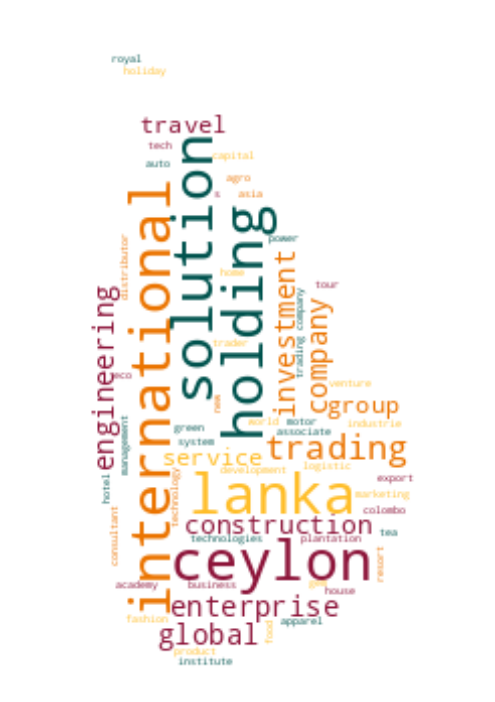 royal
holiday
travel
tech
auto
capital
solution
agro
s
asia
international
holding
power
distributor
home
investment
tour
engineering
trading company
company
trader
eco
venture
new
group
management
green
world
motor
industrie
associate
system
trading
service
logistic
development
technology
export
hotel
lanka
marketing
colombo
consultant
construction
tea
technologies
plantation
ceylon
resort
academy
business
gem
house
enterprise
fashion
apparel
food
global
product
institute